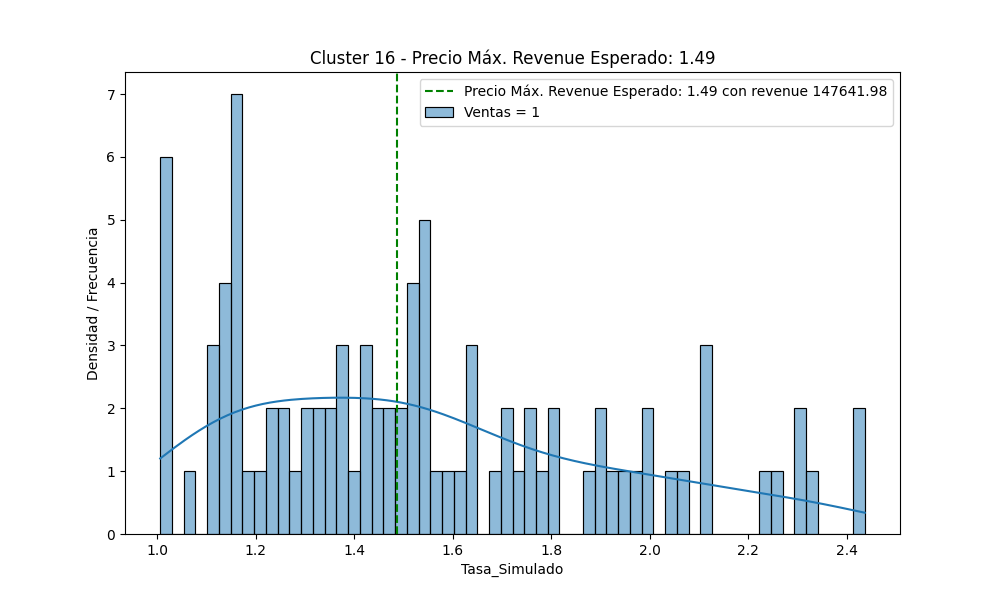 Cluster 16 - Precio Máx. Revenue Esperado: 1.49
Precio Máx. Revenue Esperado: 1.49 con revenue 147641.98
Ventas = 1
Densidad / Frecuencia
7
6
5
4
3
2
1
0
1.0 1.2 1.4 1.6 1.8 2.0 2.2 2.4
Tasa_Simulado